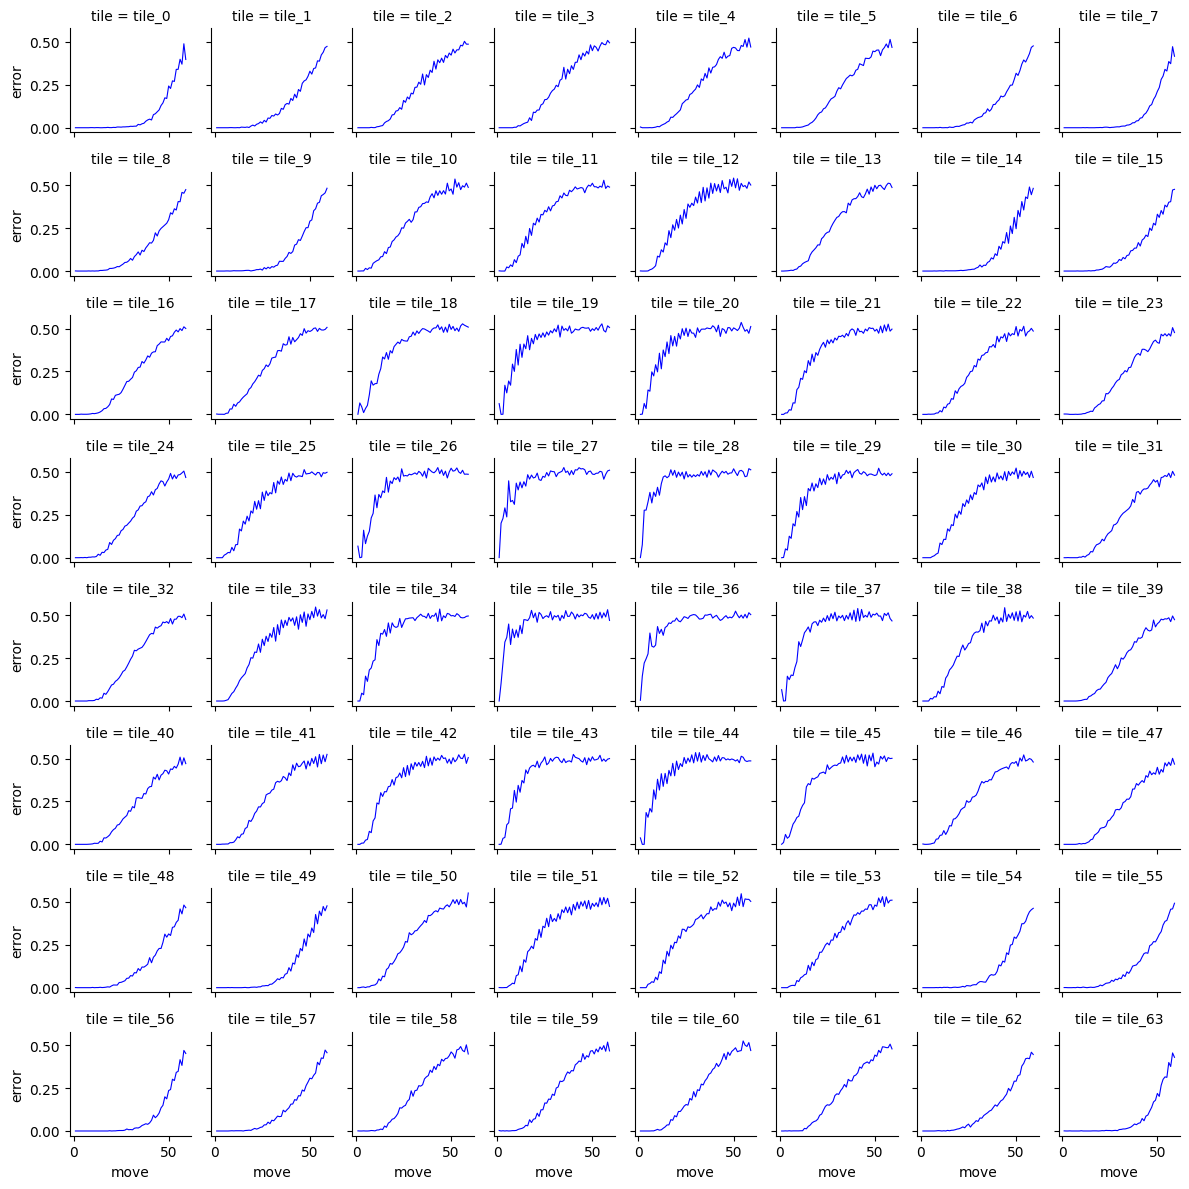 tile = tile_0 tile = tile_1 tile = tile_2 tile = tile_3 tile = tile_4 tile = tile_5 tile = tile_6 tile = tile_7
0.50
0.25
0.00
error
tile = tile_8 tile = tile_9 tile = tile_10 tile = tile_11 tile = tile_12 tile = tile_13 tile = tile_14 tile = tile_15
0.50
0.25
0.00
error
tile = tile_16 tile = tile_17 tile = tile_18 tile = tile_19 tile = tile_20 tile = tile_21 tile = tile_22 tile = tile_23
0.50
0.25
0.00
error
tile = tile_24 tile = tile_25 tile = tile_26 tile = tile_27 tile = tile_28 tile = tile_29 tile = tile_30 tile = tile_31
0.50
0.25
0.00
error
tile = tile_32 tile = tile_33 tile = tile_34 tile = tile_35 tile = tile_36 tile = tile_37 tile = tile_38 tile = tile_39
0.50
0.25
0.00
error
tile = tile_40 tile = tile_41 tile = tile_42 tile = tile_43 tile = tile_44 tile = tile_45 tile = tile_46 tile = tile_47
0.50
0.25
0.00
error
tile = tile_48 tile = tile_49 tile = tile_50 tile = tile_51 tile = tile_52 tile = tile_53 tile = tile_54 tile = tile_55
0.50
0.25
0.00
error
tile = tile_56 tile = tile_57 tile = tile_58 tile = tile_59 tile = tile_60 tile = tile_61 tile = tile_62 tile = tile_63
0.50
0.25
0.00
error
0 50 0 50 0 50 0 50 0 50 0 50 0 50 0 50
move move move move move move move move